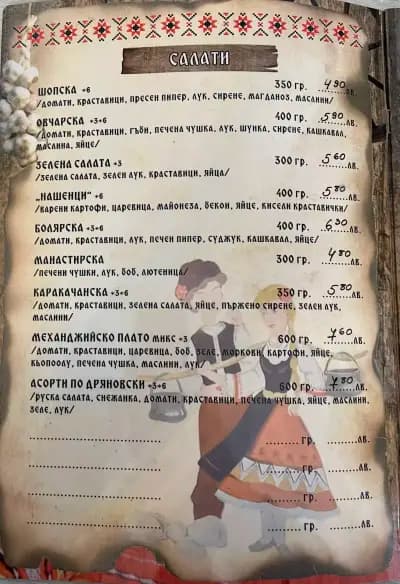 САЛАТИ
ШОПСКА +6 350 гр. 4,90 лв.
/домати, краставици, пресен пипер, лук, сирене, магданоз, маслини/
ОВЧАРСКА +3+6 400 гр. 5,90 лв.
/домати, краставици, гъби, печена чушка, лук, шунка, сирене, кашкавал,
маслина, яйце/
ЗЕЛЕНА САЛАТА +3 300 гр. 5,60 лв.
/зелена салата, зелен лук, краставици, яйца/
„НАШЕНЦИ“ +6 400 гр. 5,80 лв.
/варени картофи, царевица, майонеза, бекон, яйце, кисели краставички/
БОЛЯРСКА +3+6 400 гр. 6,30 лв.
/домати, краставици, лук, печен пипер, суджук, кашкавал, яйце/
МАНАСТИРСКА 300 гр. 4,80 лв.
/печени чушки, лук, боб, лютеница/
КАРАКАЧАНСКА +3+6 350 гр. 5,80 лв.
/домати, краставици, зелена салата, яйце, пържено сирене, зелен лук,
маслини/
МЕХАНДЖИЙСКО ПЛАТО МИКС +3 600 гр. 7,60 лв.
/домати, краставици, царевица, боб, зеле, моркови, картофи, яйце,
кьопоолу, печена чушка, маслини, лук/
АСОРТИ ПО ДРЯНОВСКИ +3+6 600 гр. 7,80 лв.
/руска салата, снежанка, домати, краставици, печена чушка, яйце, маслини,
зеле, лук/
........ гр. ........лв.
........ гр. ........лв.
........ гр. ........лв.
........ гр. ........лв.